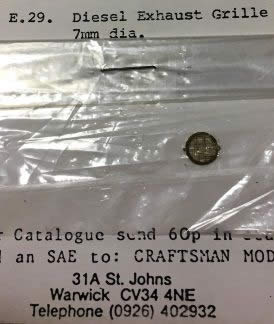 E.29. Diesel Exhaust Grille
7mm dia.
Catalogue send 60p in
an SAE to: CRAFTSMAN MOD
31A St. Johns
Warwick CV34 4NE
Telephone (0926) 402932